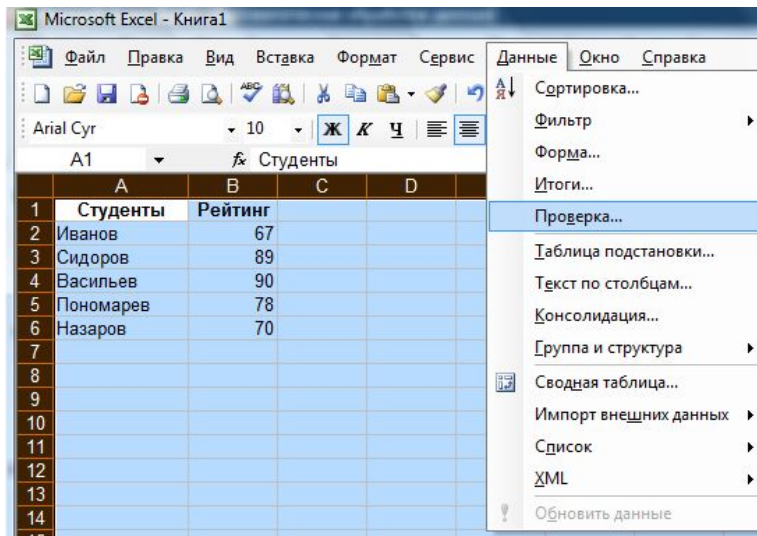 Microsoft Excel - Книга1
Файл Правка Вид Вставка Формат Сервис Данные Окно Справка
Arial Cyr 10 Ж К Ч
A1 fx Студенты
A B C D
1 Студенты Рейтинг
2 Иванов 67
3 Сидоров 89
4 Васильев 90
5 Пономарев 78
6 Назаров 70
7
8
9
10
11
12
13
14
Сортировка...
Фильтр
Форма...
Итоги...
Проверка...
Таблица подстановки...
Текст по столбцам...
Консолидация...
Группа и структура
Сводная таблица...
Импорт внешних данных
Список
XML
Обновить данные